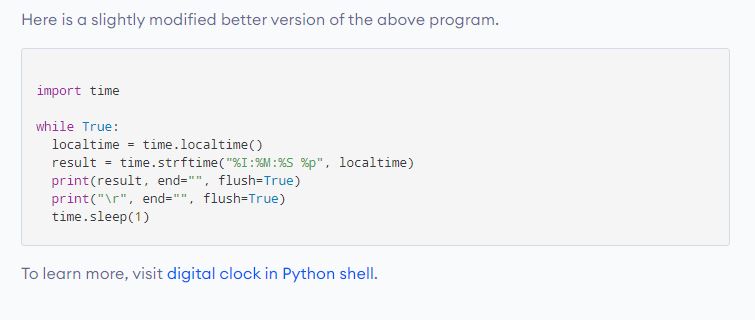 Here is a slightly modified better version of the above program.
import time
while True:
  localtime = time.localtime()
  result = time.strftime("%I:%M:%S %p", localtime)
  print(result, end="", flush=True)
  print("\r", end="", flush=True)
  time.sleep(1)
To learn more, visit digital clock in Python shell.